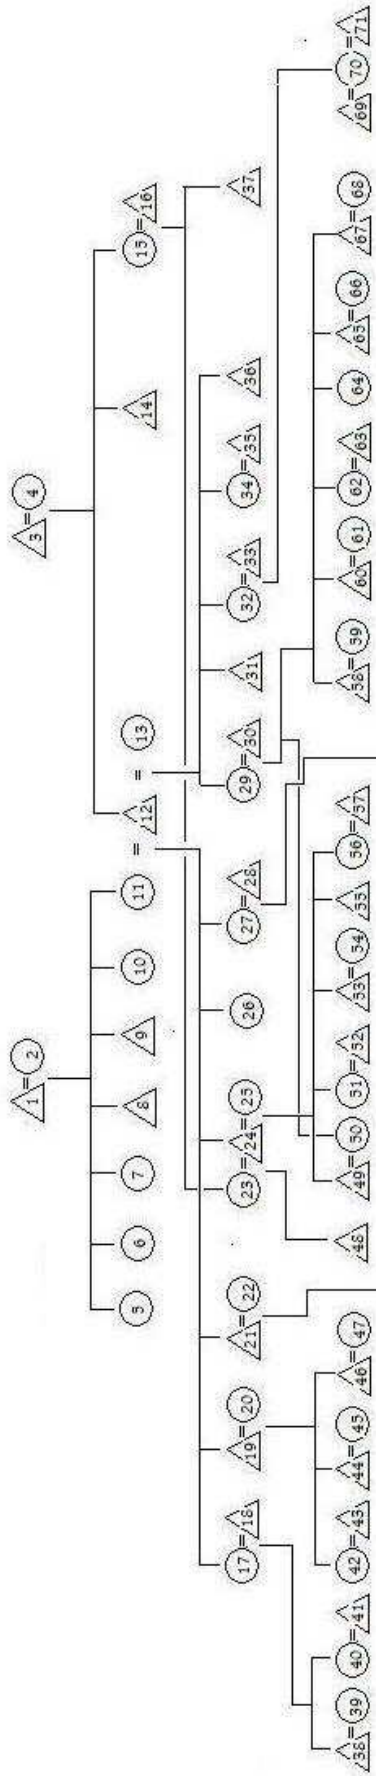 1 = 2 3 = 4
5 6 7 8 9 10 11 = 12 = 13 14 15 = 16
17 = 18 19 = 20 21 = 22 23 = 24 = 25 26 27 = 28 29 = 30 31 32 = 33 34 = 35 36 37
38 = 39 40 = 41 42 = 43 44 = 45 46 = 47 48 49 50 51 = 52 53 = 54 55 56 = 57 58 = 59 60 = 61 62 = 63 64 65 = 66 67 = 68 69 = 70 = 71